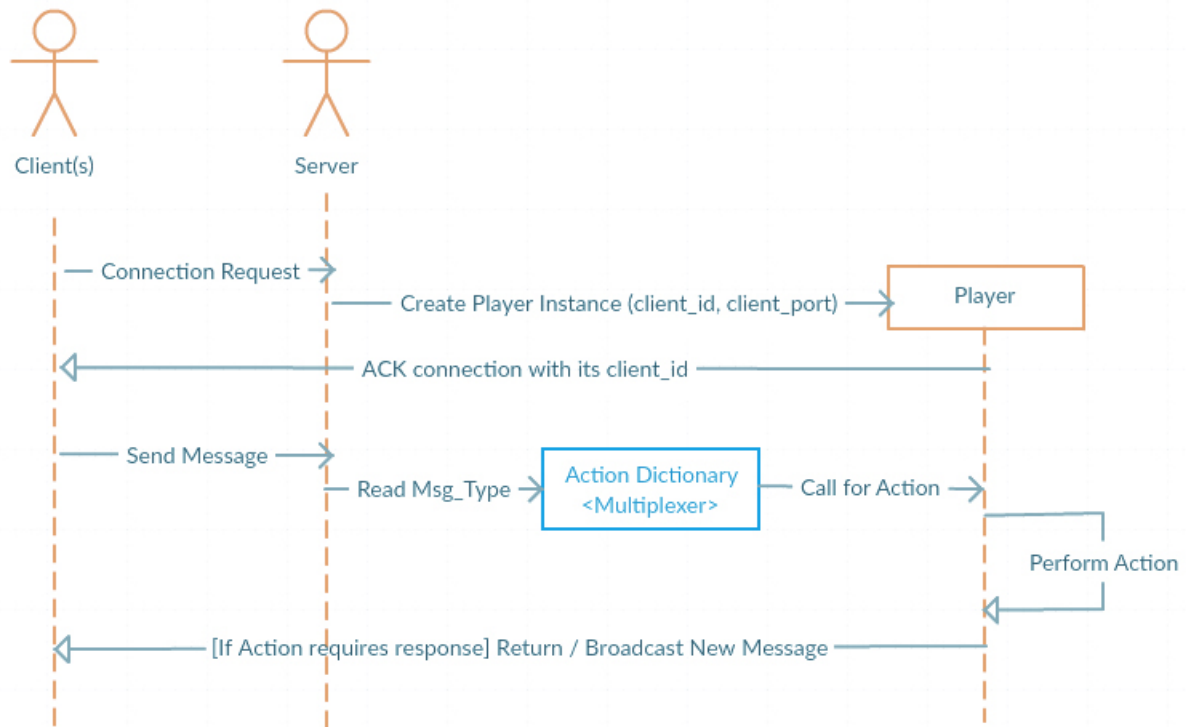 Client(s)
Server
Connection Request
Create Player Instance (client_id, client_port)
Player
ACK connection with its client_id
Send Message
Read Msg_Type
Action Dictionary
<Multiplexer>
Call for Action
Perform Action
[If Action requires response] Return / Broadcast New Message